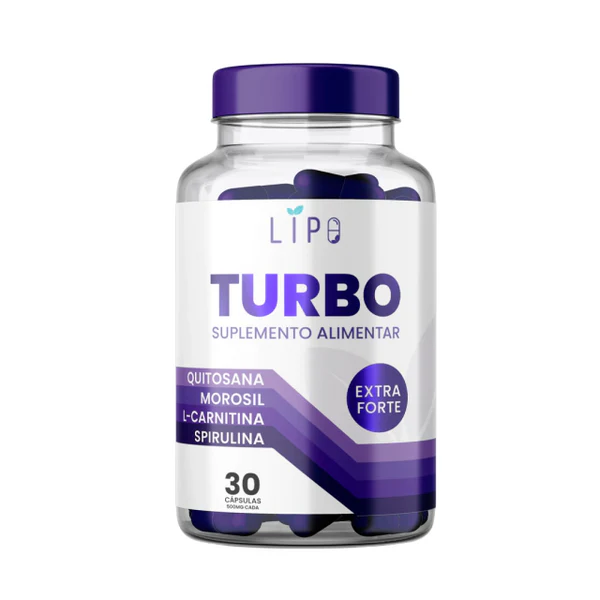 LIPO
TURBO
SUPLEMENTO ALIMENTAR
QUITOSANA
MOROSIL
L-CARNITINA
SPIRULINA
EXTRA
FORTE
30
CÁPSULAS
500MG CADA